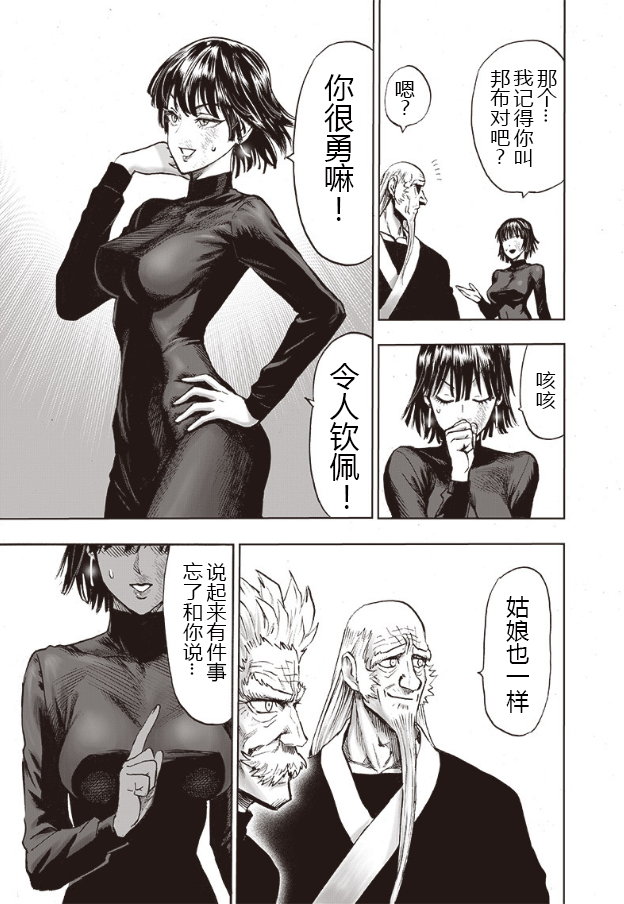 那个…
我记得你叫
邦布对吧？
嗯？
咳咳
你很勇嘛！
令人钦佩！
姑娘也一样
说起来有件事
忘了和你说…